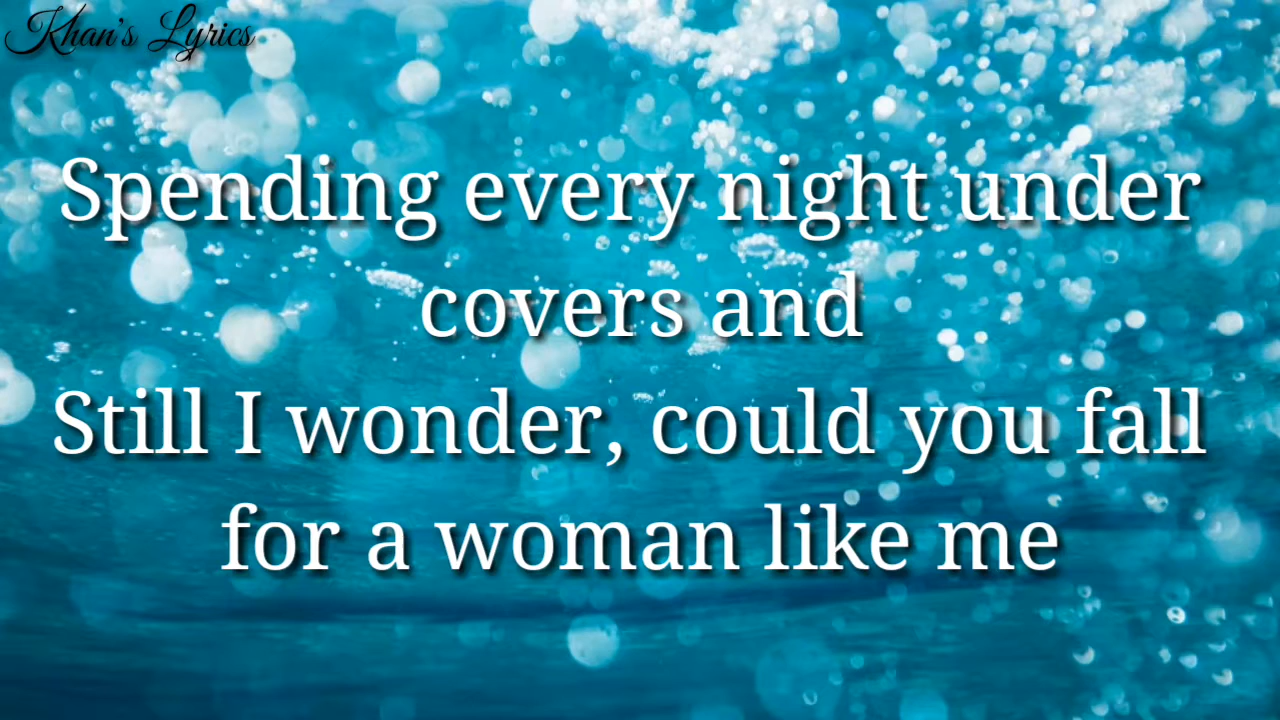 Khan's Lyrics
Spending every night under
covers and
Still I wonder, could you fall
for a woman like me